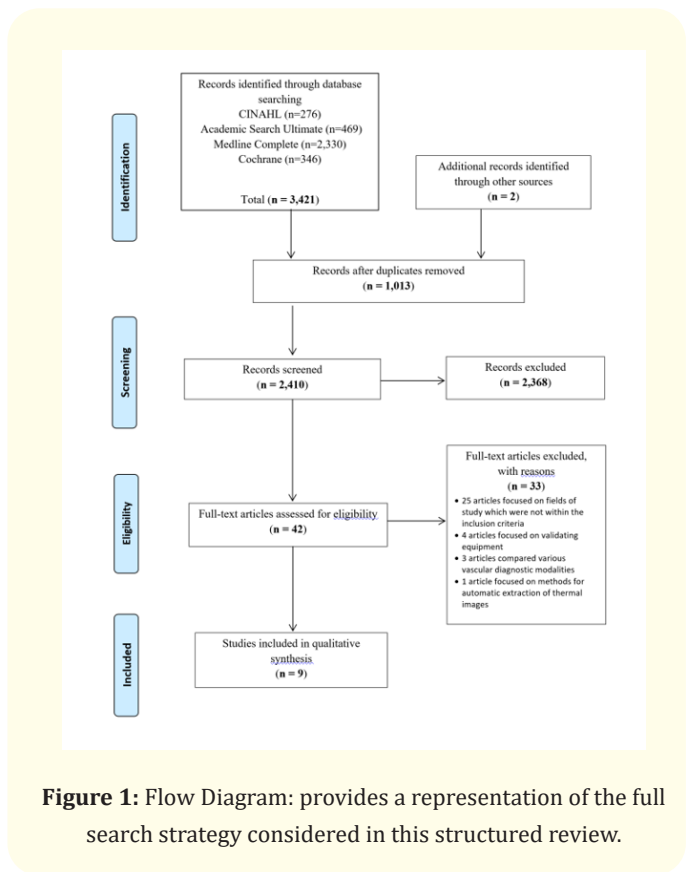 Identification
Records identified through database
searching
CINAHL (n=276)
Academic Search Ultimate (n=469)
Medline Complete (n=2,330)
Cochrane (n=346)
Total (n = 3,421)
Additional records identified
through other sources
(n = 2)
Records after duplicates removed
(n = 1,013)
Screening
Records screened
(n = 2,410)
Records excluded
(n = 2,368)
Eligibility
Full-text articles assessed for eligibility
(n = 42)
Full-text articles excluded,
with reasons
(n = 33)
• 25 articles focused on fields of
study which were not within the
inclusion criteria
• 4 articles focused on validating
equipment
• 3 articles compared various
vascular diagnostic modalities
• 1 article focused on methods for
automatic extraction of thermal
images
Included
Studies included in qualitative
synthesis
(n = 9)
Figure 1: Flow Diagram: provides a representation of the full
search strategy considered in this structured review.